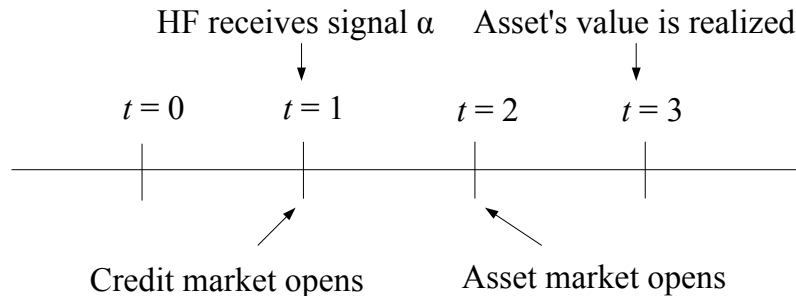 HF receives signal α
Asset's value is realized
t = 0
t = 1
t = 2
t = 3
Credit market opens
Asset market opens